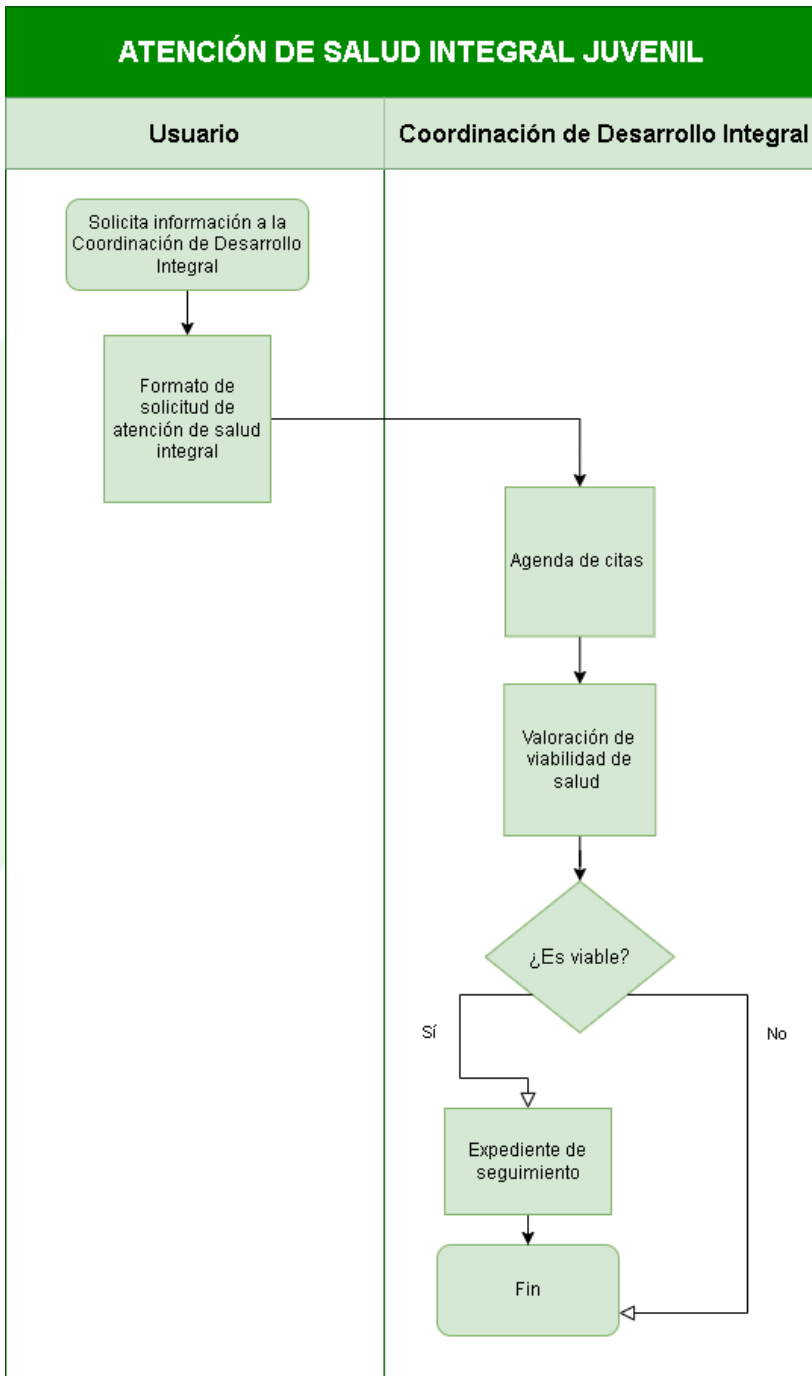 ATENCIÓN DE SALUD INTEGRAL JUVENIL
Usuario
Coordinación de Desarrollo Integral
Solicita información a la
Coordinación de Desarrollo
Integral
Formato de
solicitud de
atención de salud
integral
Agenda de citas
Valoración de
viabilidad de
salud
¿Es viable?
Sí
No
Expediente de
seguimiento
Fin